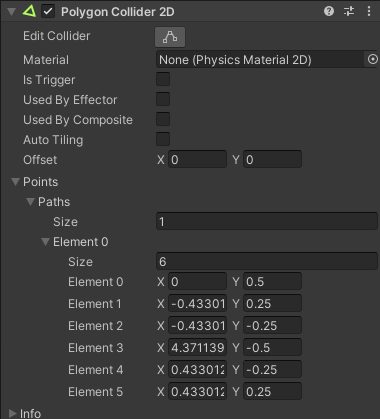 Polygon Collider 2D
Edit Collider
Material None (Physics Material 2D)
Is Trigger
Used By Effector
Used By Composite
Auto Tiling
Offset X 0 Y 0
Points
Paths
Size 1
Element 0
Size 6
Element 0 X 0 Y 0.5
Element 1 X -0.43301 Y 0.25
Element 2 X -0.43301 Y -0.25
Element 3 X 4.371139 Y -0.5
Element 4 X 0.433012 Y -0.25
Element 5 X 0.433012 Y 0.25
Info